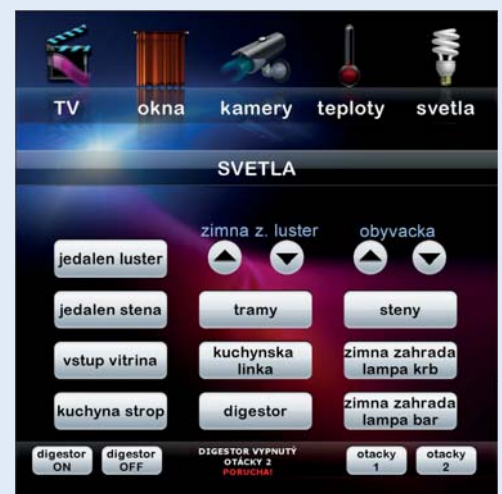 TV okna kamery teploty svetla
SVETLA
zimna z. luster obyvacka
jedalen luster
jedalen stena tramy steny
vstup vitrina
kuchynska
linka
zimna zahrada
lampa krb
kuchyna strop digestor
zimna zahrada
lampa bar
digestor
ON
digestor
OFF
DIGESTOR VYPNUTÝ
OTÁCKY 2
PORUCHA!
otacky
1
otacky
2